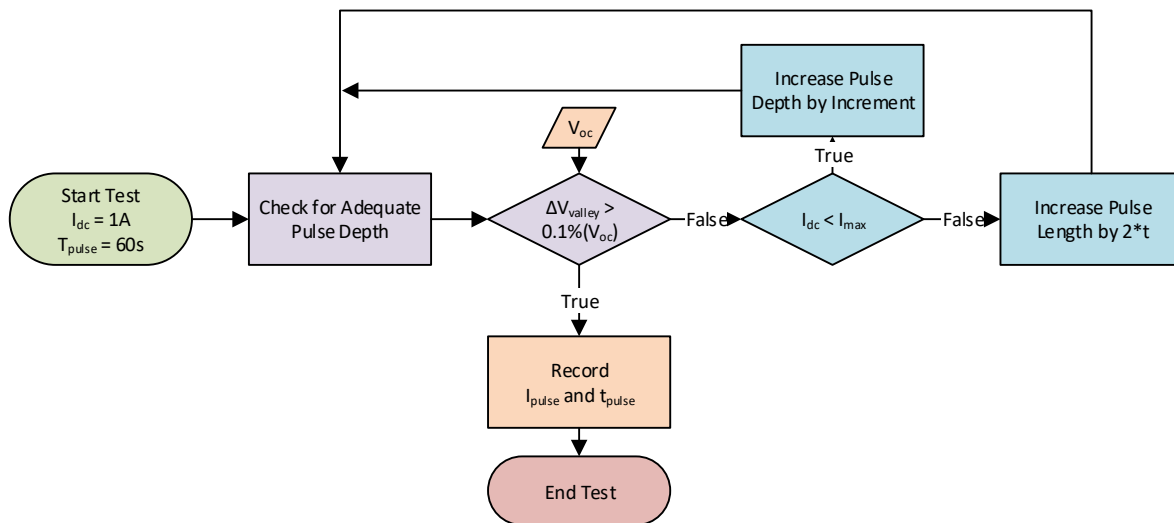 Increase Pulse
Depth by Increment
V_oc
True
Start Test
I_dc = 1A
T_pulse = 60s
Check for Adequate
Pulse Depth
ΔV_valley >
0.1%(V_oc)
False
I_dc < I_max
False
Increase Pulse
Length by 2*t
True
Record
I_pulse and t_pulse
End Test